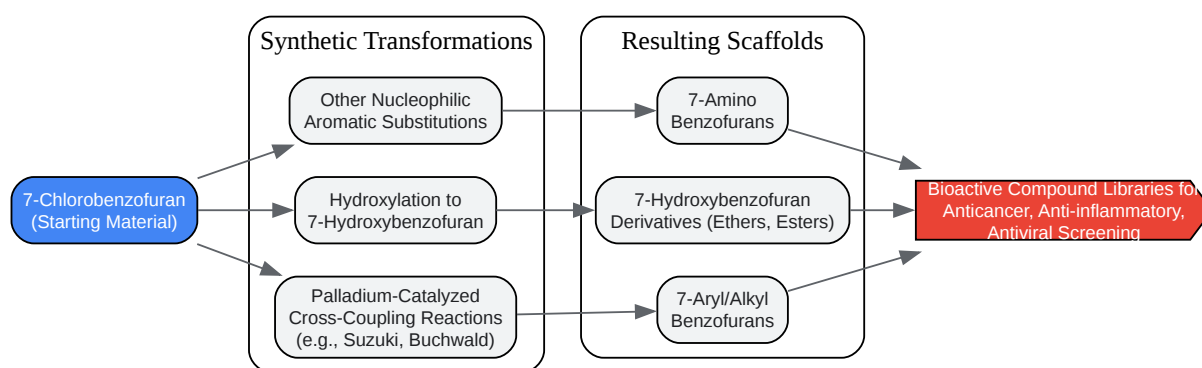 Synthetic Transformations
Resulting Scaffolds
Other Nucleophilic
Aromatic Substitutions
7-Amino
Benzofurans
7-Chlorobenzofuran
(Starting Material)
Hydroxylation to
7-Hydroxybenzofuran
7-Hydroxybenzofuran
Derivatives (Ethers, Esters)
Bioactive Compound Libraries for
Anticancer, Anti-inflammatory,
Antiviral Screening
Palladium-Catalyzed
Cross-Coupling Reactions
(e.g., Suzuki, Buchwald)
7-Aryl/Alkyl
Benzofurans